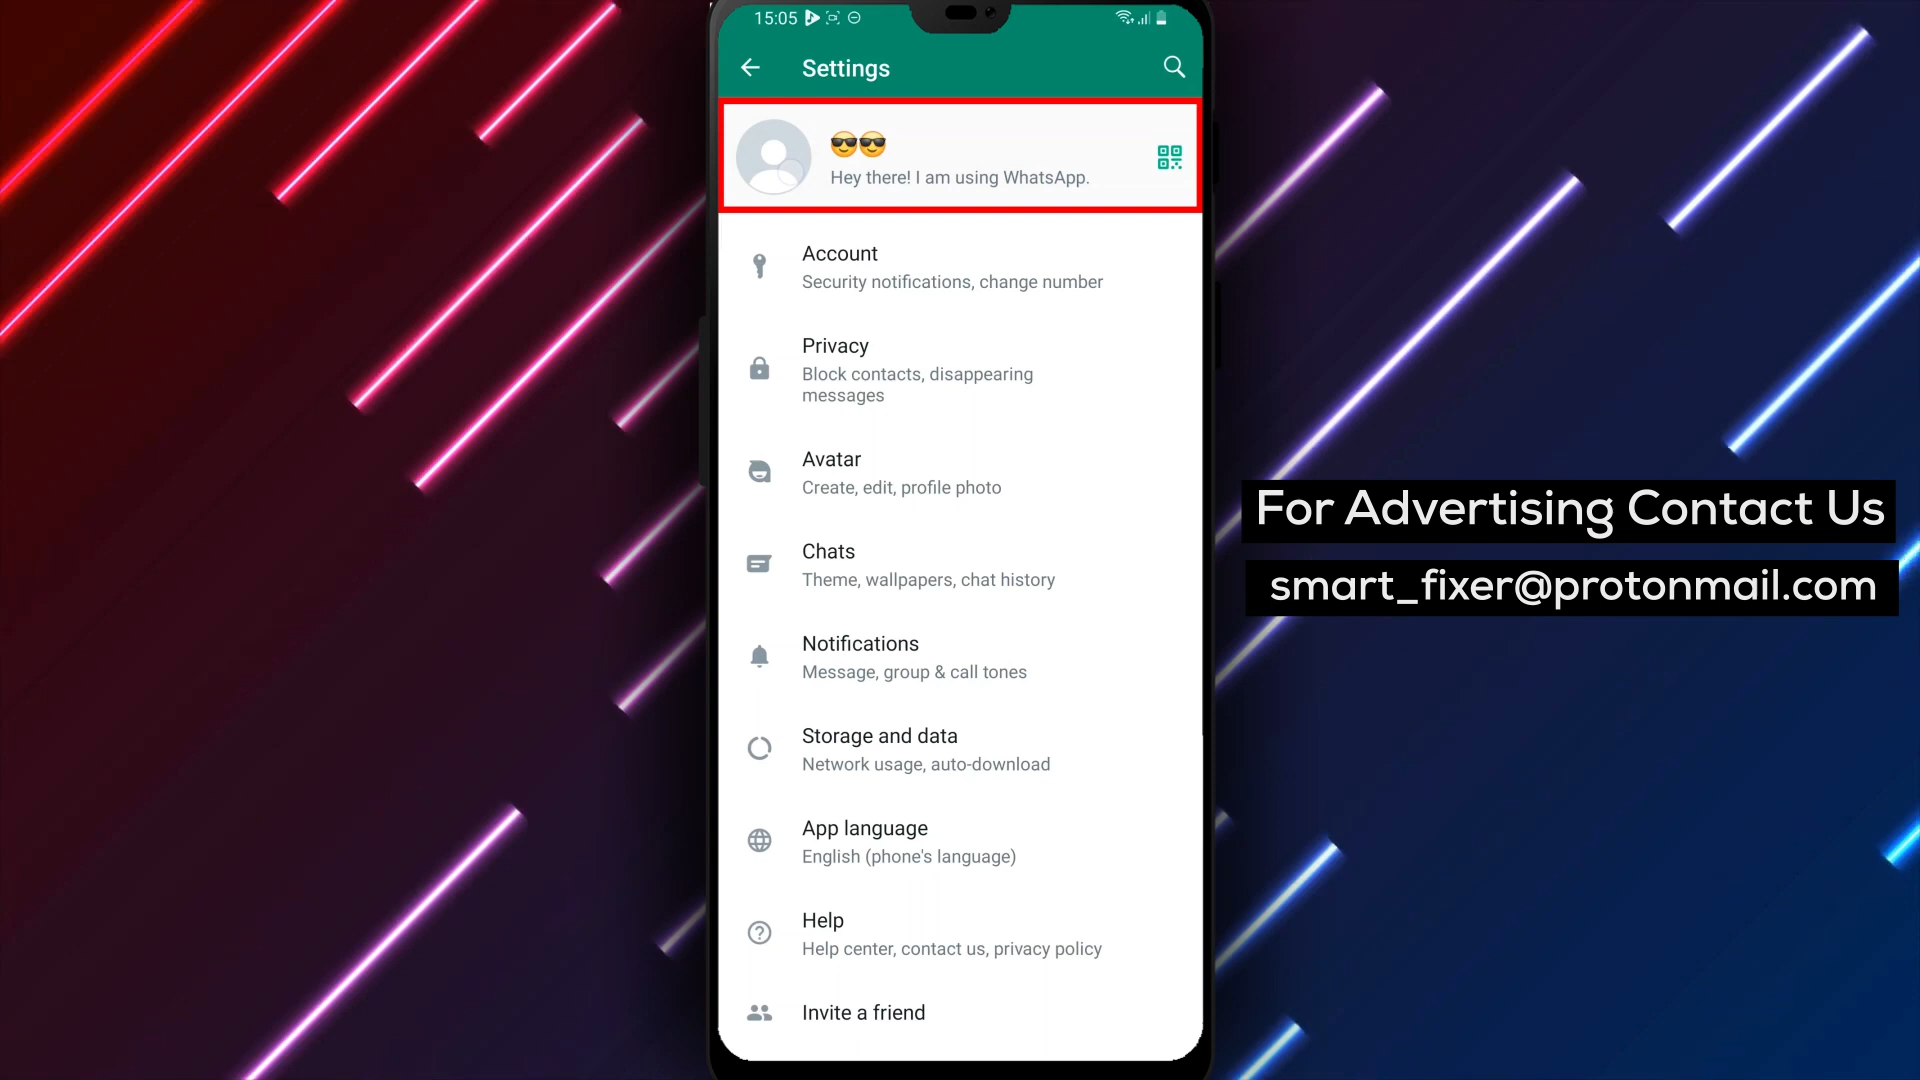 15:05
Settings
😎😎
Hey there! I am using WhatsApp.
Account
Security notifications, change number
Privacy
Block contacts, disappearing
messages
Avatar
Create, edit, profile photo
Chats
Theme, wallpapers, chat history
Notifications
Message, group & call tones
Storage and data
Network usage, auto-download
App language
English (phone's language)
Help
Help center, contact us, privacy policy
Invite a friend
For Advertising Contact Us
smart_fixer@protonmail.com